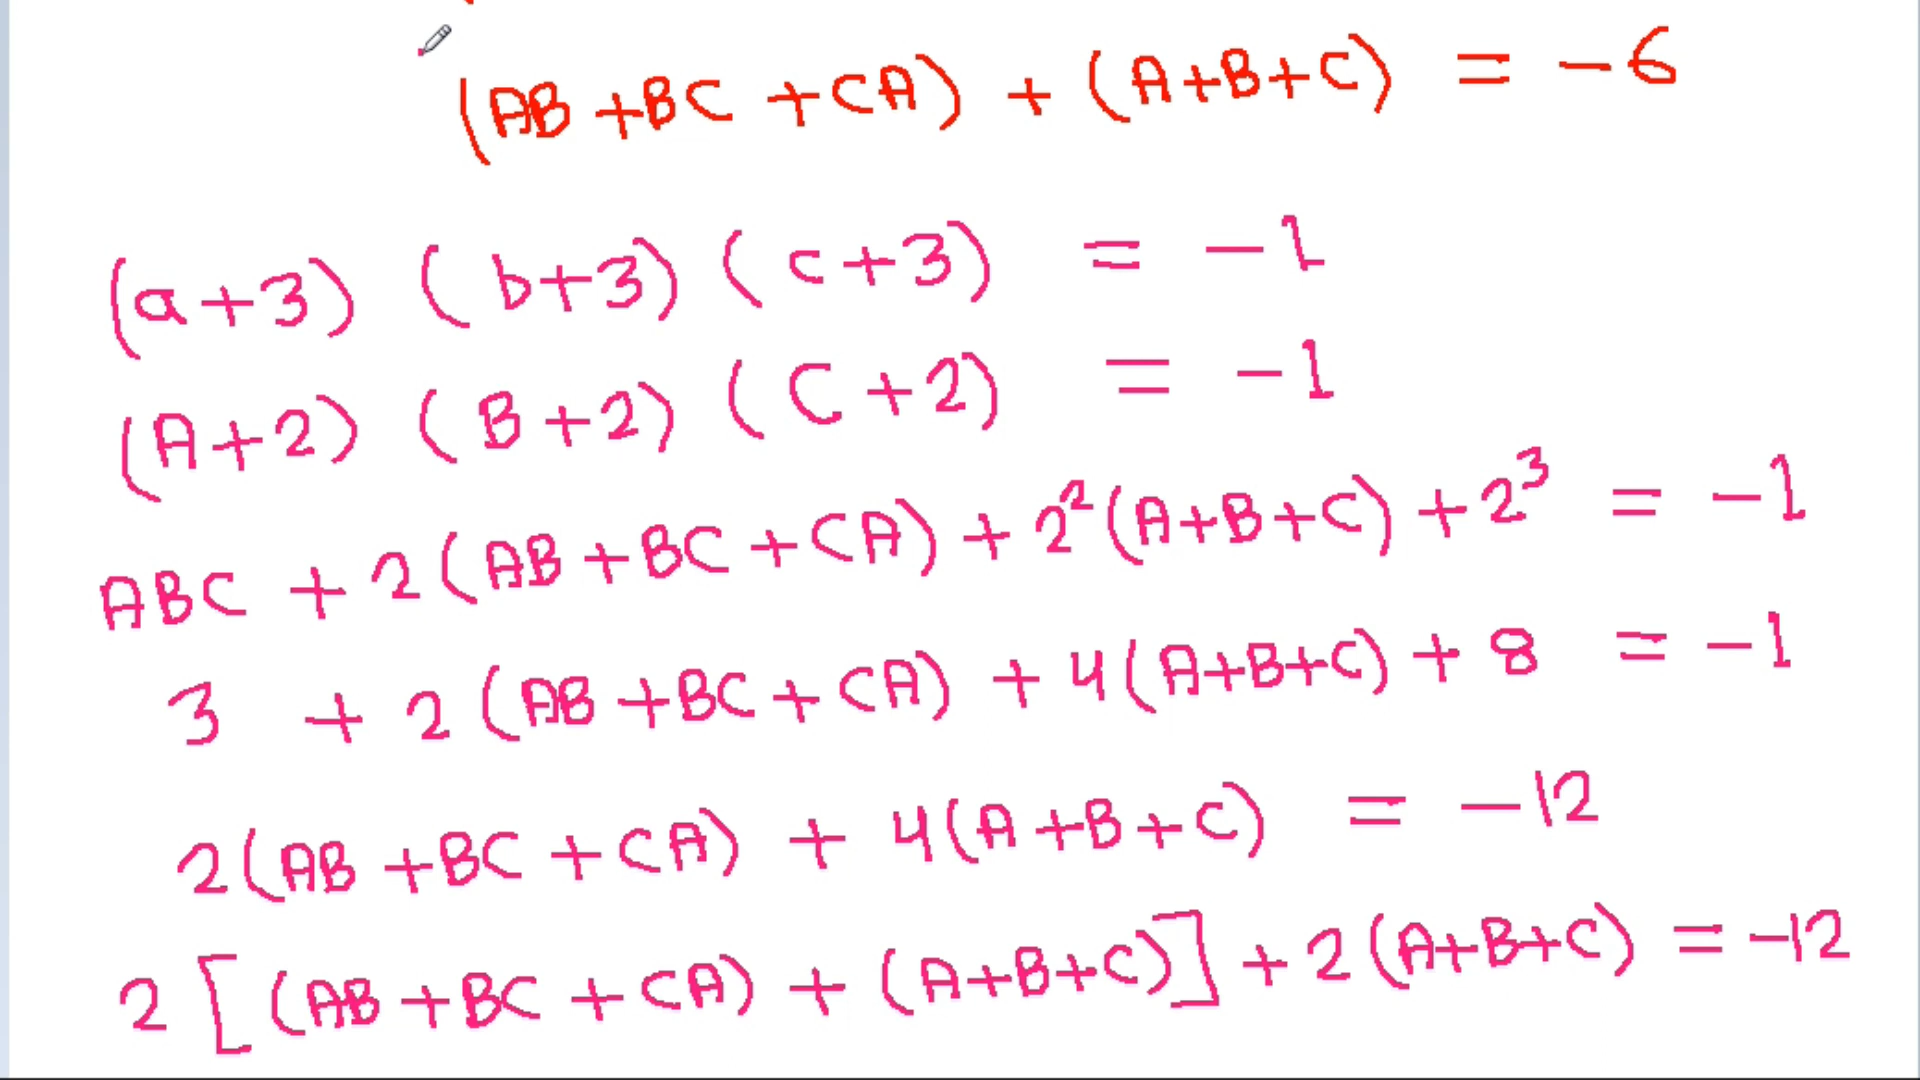 (AB + BC + CA) + (A+B+C) = -6
(a+3) (b+3) (c+3) = -1
(A+2) (B+2) (C+2) = -1
ABC + 2(AB + BC + CA) + 2²(A+B+C) + 2³ = -1
3 + 2(AB + BC + CA) + 4(A+B+C) + 8 = -1
2(AB + BC + CA) + 4(A+B+C) = -12
2[(AB + BC + CA) + (A+B+C)] + 2(A+B+C) = -12